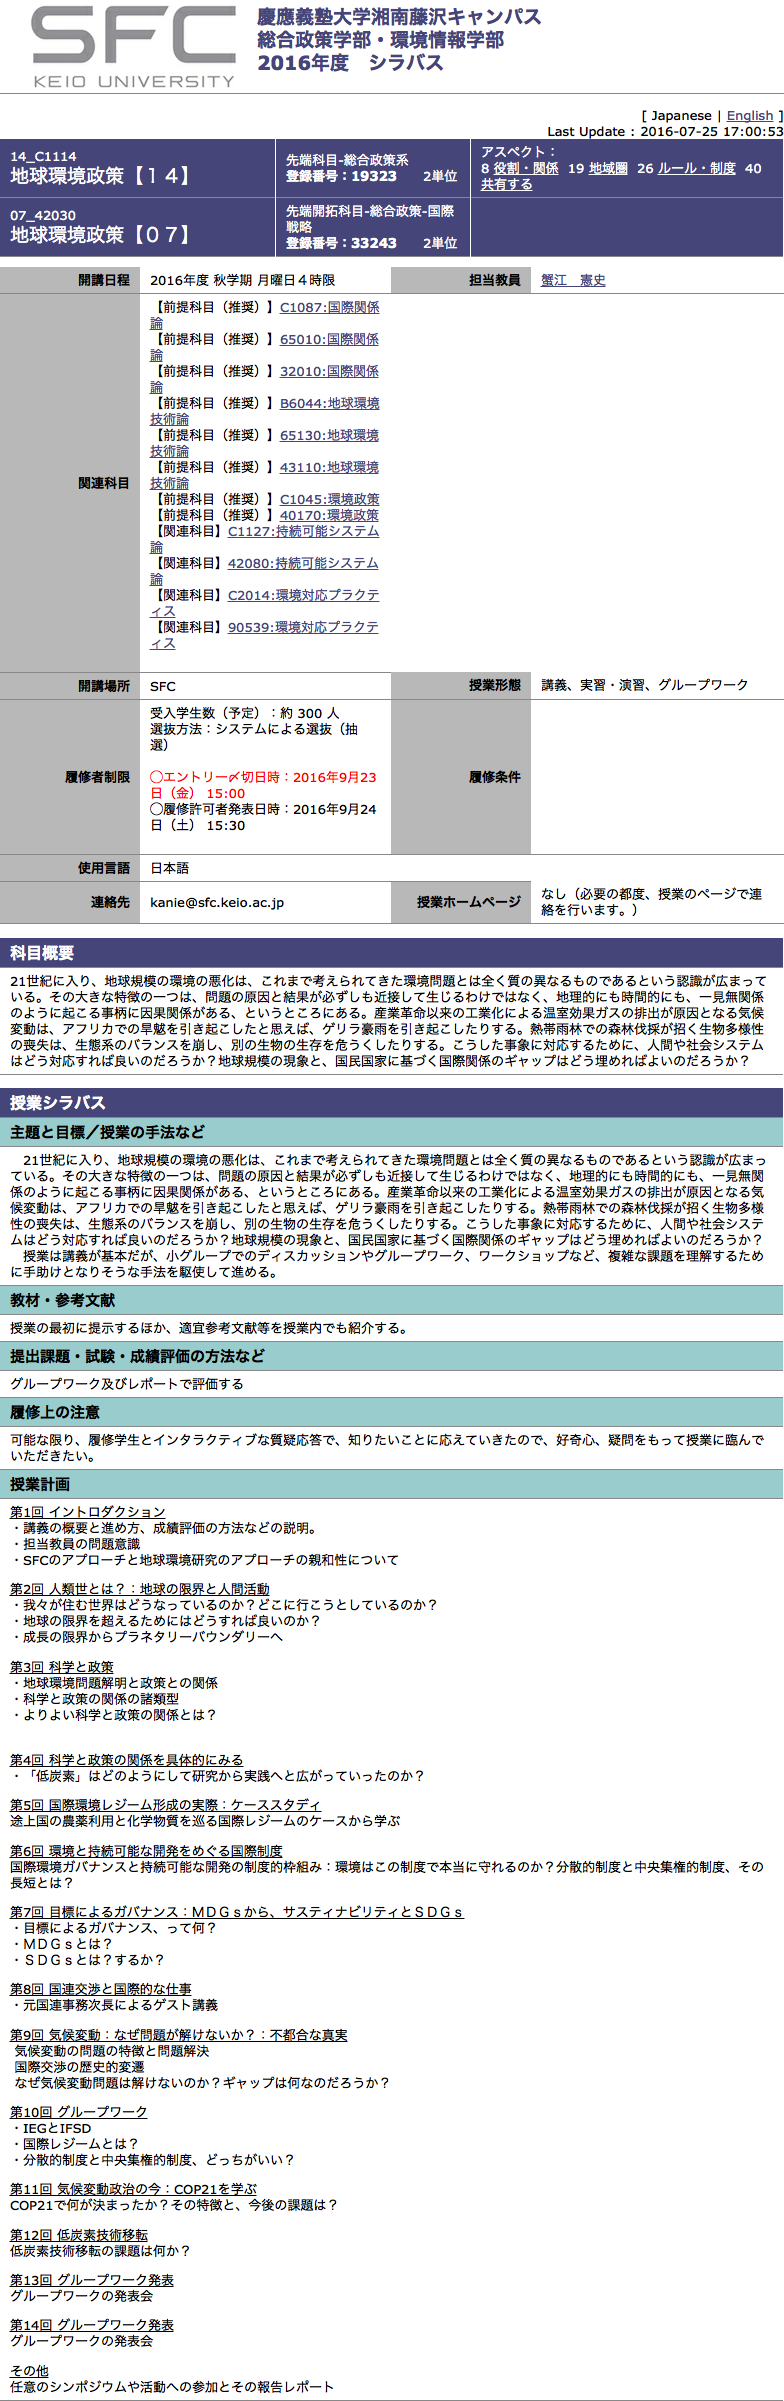 SFC
KEIO UNIVERSITY
慶應義塾大学湘南藤沢キャンパス
総合政策学部・環境情報学部
2016年度　シラバス
[ Japanese | English ]
Last Update : 2016-07-25 17:00:53
14_C1114
地球環境政策【１４】
先端科目-総合政策系
登録番号：19323 2単位
アスペクト：
8 役割・関係 19 地域圏 26 ルール・制度 40
共有する
07_42030
地球環境政策【０７】
先端開拓科目-総合政策-国際
戦略
登録番号：33243 2単位
開講日程 2016年度 秋学期 月曜日４時限 担当教員 蟹江　憲史
関連科目
【前提科目（推奨）】C1087:国際関係
論
【前提科目（推奨）】65010:国際関係
論
【前提科目（推奨）】32010:国際関係
論
【前提科目（推奨）】B6044:地球環境
技術論
【前提科目（推奨）】65130:地球環境
技術論
【前提科目（推奨）】43110:地球環境
技術論
【前提科目（推奨）】C1045:環境政策
【前提科目（推奨）】40170:環境政策
【関連科目】C1127:持続可能システム
論
【関連科目】42080:持続可能システム
論
【関連科目】C2014:環境対応プラクテ
ィス
【関連科目】90539:環境対応プラクテ
ィス
開講場所 SFC 授業形態 講義、実習・演習、グループワーク
履修者制限
受入学生数（予定）：約 300 人
選抜方法：システムによる選抜（抽
選）
◯エントリー〆切日時：2016年9月23
日（金） 15:00
◯履修許可者発表日時：2016年9月24
日（土） 15:30
履修条件
使用言語 日本語
連絡先 kanie@sfc.keio.ac.jp 授業ホームページ
なし（必要の都度、授業のページで連
絡を行います。）
科目概要
21世紀に入り、地球規模の環境の悪化は、これまで考えられてきた環境問題とは全く質の異なるものであるという認識が広まって
いる。その大きな特徴の一つは、問題の原因と結果が必ずしも近接して生じるわけではなく、地理的にも時間的にも、一見無関係
のように起こる事柄に因果関係がある、というところにある。産業革命以来の工業化による温室効果ガスの排出が原因となる気候
変動は、アフリカでの旱魃を引き起こしたと思えば、ゲリラ豪雨を引き起こしたりする。熱帯雨林での森林伐採が招く生物多様性
の喪失は、生態系のバランスを崩し、別の生物の生存を危うくしたりする。こうした事象に対応するために、人間や社会システム
はどう対応すれば良いのだろうか？地球規模の現象と、国民国家に基づく国際関係のギャップはどう埋めればよいのだろうか？
授業シラバス
主題と目標／授業の手法など
　21世紀に入り、地球規模の環境の悪化は、これまで考えられてきた環境問題とは全く質の異なるものであるという認識が広まっ
ている。その大きな特徴の一つは、問題の原因と結果が必ずしも近接して生じるわけではなく、地理的にも時間的にも、一見無関
係のように起こる事柄に因果関係がある、というところにある。産業革命以来の工業化による温室効果ガスの排出が原因となる気
候変動は、アフリカでの旱魃を引き起こしたと思えば、ゲリラ豪雨を引き起こしたりする。熱帯雨林での森林伐採が招く生物多様
性の喪失は、生態系のバランスを崩し、別の生物の生存を危うくしたりする。こうした事象に対応するために、人間や社会システ
ムはどう対応すれば良いのだろうか？地球規模の現象と、国民国家に基づく国際関係のギャップはどう埋めればよいのだろうか？
　授業は講義が基本だが、小グループでのディスカッションやグループワーク、ワークショップなど、複雑な課題を理解するため
に手助けとなりそうな手法を駆使して進める。
教材・参考文献
授業の最初に提示するほか、適宜参考文献等を授業内でも紹介する。
提出課題・試験・成績評価の方法など
グループワーク及びレポートで評価する
履修上の注意
可能な限り、履修学生とインタラクティブな質疑応答で、知りたいことに応えていきたので、好奇心、疑問をもって授業に臨んで
いただきたい。
授業計画
第1回 イントロダクション
・講義の概要と進め方、成績評価の方法などの説明。
・担当教員の問題意識
・SFCのアプローチと地球環境研究のアプローチの親和性について
第2回 人類世とは？：地球の限界と人間活動
・我々が住む世界はどうなっているのか？どこに行こうとしているのか？
・地球の限界を超えるためにはどうすれば良いのか？
・成長の限界からプラネタリーバウンダリーへ
第3回 科学と政策
・地球環境問題解明と政策との関係
・科学と政策の関係の諸類型
・よりよい科学と政策の関係とは？
第4回 科学と政策の関係を具体的にみる
・「低炭素」はどのようにして研究から実践へと広がっていったのか？
第5回 国際環境レジーム形成の実際：ケーススタディ
途上国の農薬利用と化学物質を巡る国際レジームのケースから学ぶ
第6回 環境と持続可能な開発をめぐる国際制度
国際環境ガバナンスと持続可能な開発の制度的枠組み：環境はこの制度で本当に守れるのか？分散的制度と中央集権的制度、その
長短とは？
第7回 目標によるガバナンス：ＭＤＧｓから、サスティナビリティとＳＤＧｓ
・目標によるガバナンス、って何？
・ＭＤＧｓとは？
・ＳＤＧｓとは？するか？
第8回 国連交渉と国際的な仕事
・元国連事務次長によるゲスト講義
第9回 気候変動：なぜ問題が解けないか？：不都合な真実
気候変動の問題の特徴と問題解決
国際交渉の歴史的変遷
なぜ気候変動問題は解けないのか？ギャップは何なのだろうか？
第10回 グループワーク
・IEGとIFSD
・国際レジームとは？
・分散的制度と中央集権的制度、どっちがいい？
第11回 気候変動政治の今：COP21を学ぶ
COP21で何が決まったか？その特徴と、今後の課題は？
第12回 低炭素技術移転
低炭素技術移転の課題は何か？
第13回 グループワーク発表
グループワークの発表会
第14回 グループワーク発表
グループワークの発表会
その他
任意のシンポジウムや活動への参加とその報告レポート